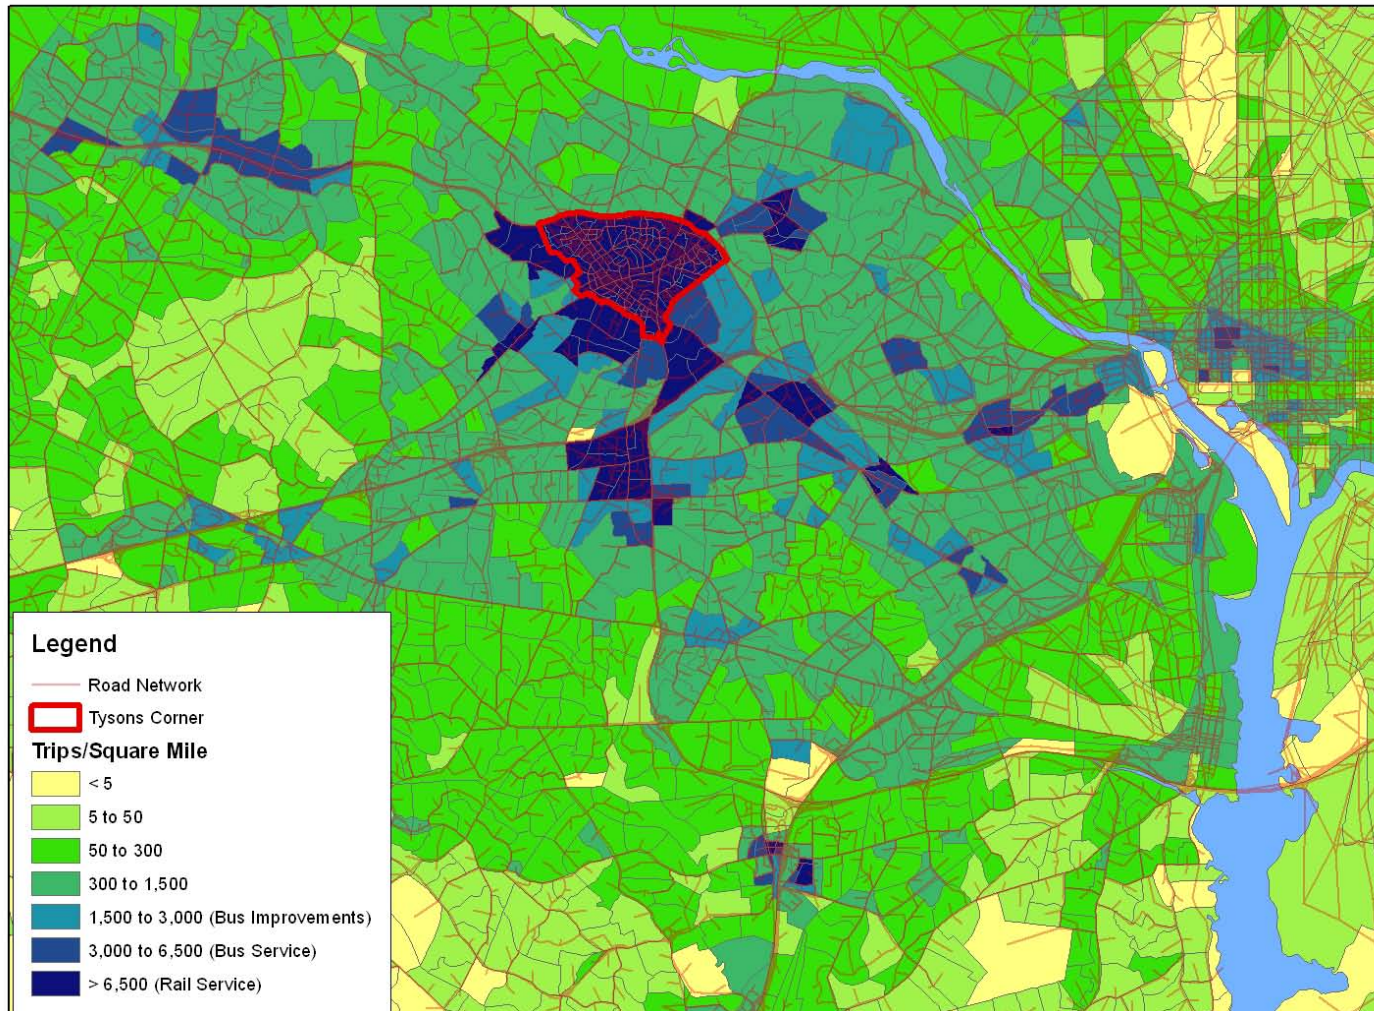 Legend
Road Network
Tysons Corner
Trips/Square Mile
< 5
5 to 50
50 to 300
300 to 1,500
1,500 to 3,000 (Bus Improvements)
3,000 to 6,500 (Bus Service)
> 6,500 (Rail Service)